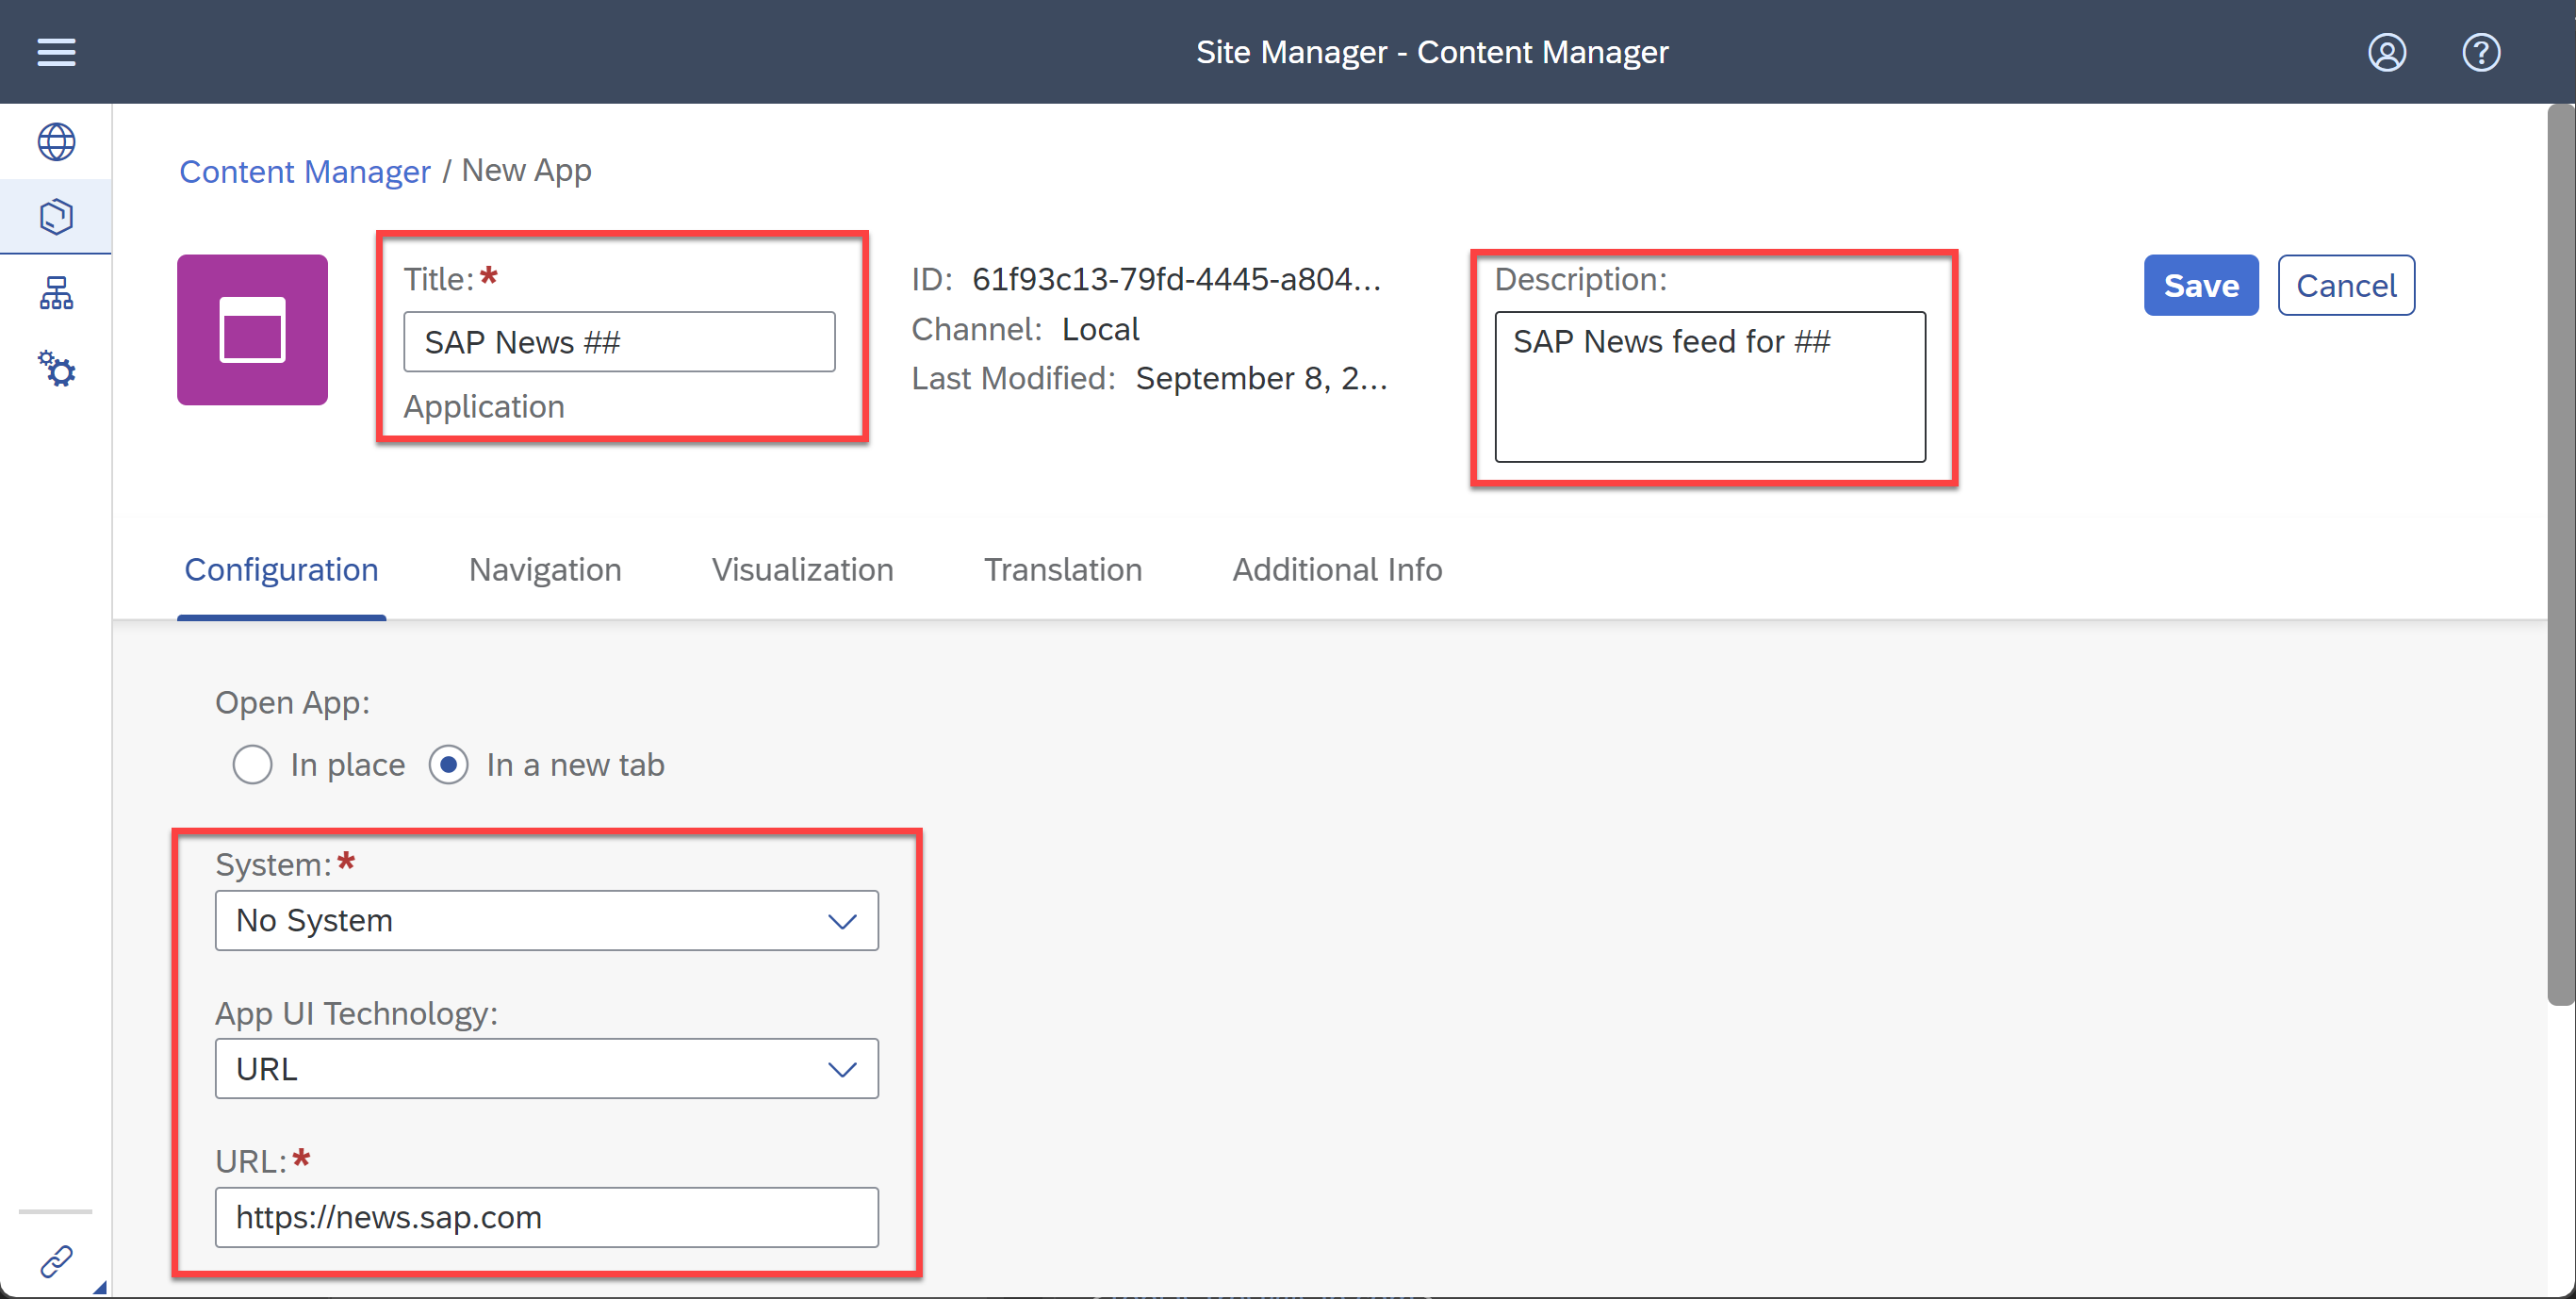 Site Manager - Content Manager
Content Manager / New App
Title:*
SAP News ##
Application
ID: 61f93c13-79fd-4445-a804...
Channel: Local
Last Modified: September 8, 2...
Description:
SAP News feed for ##
Save
Cancel
Configuration
Navigation
Visualization
Translation
Additional Info
Open App:
In place
In a new tab
System:*
No System
App UI Technology:
URL
URL:*
https://news.sap.com